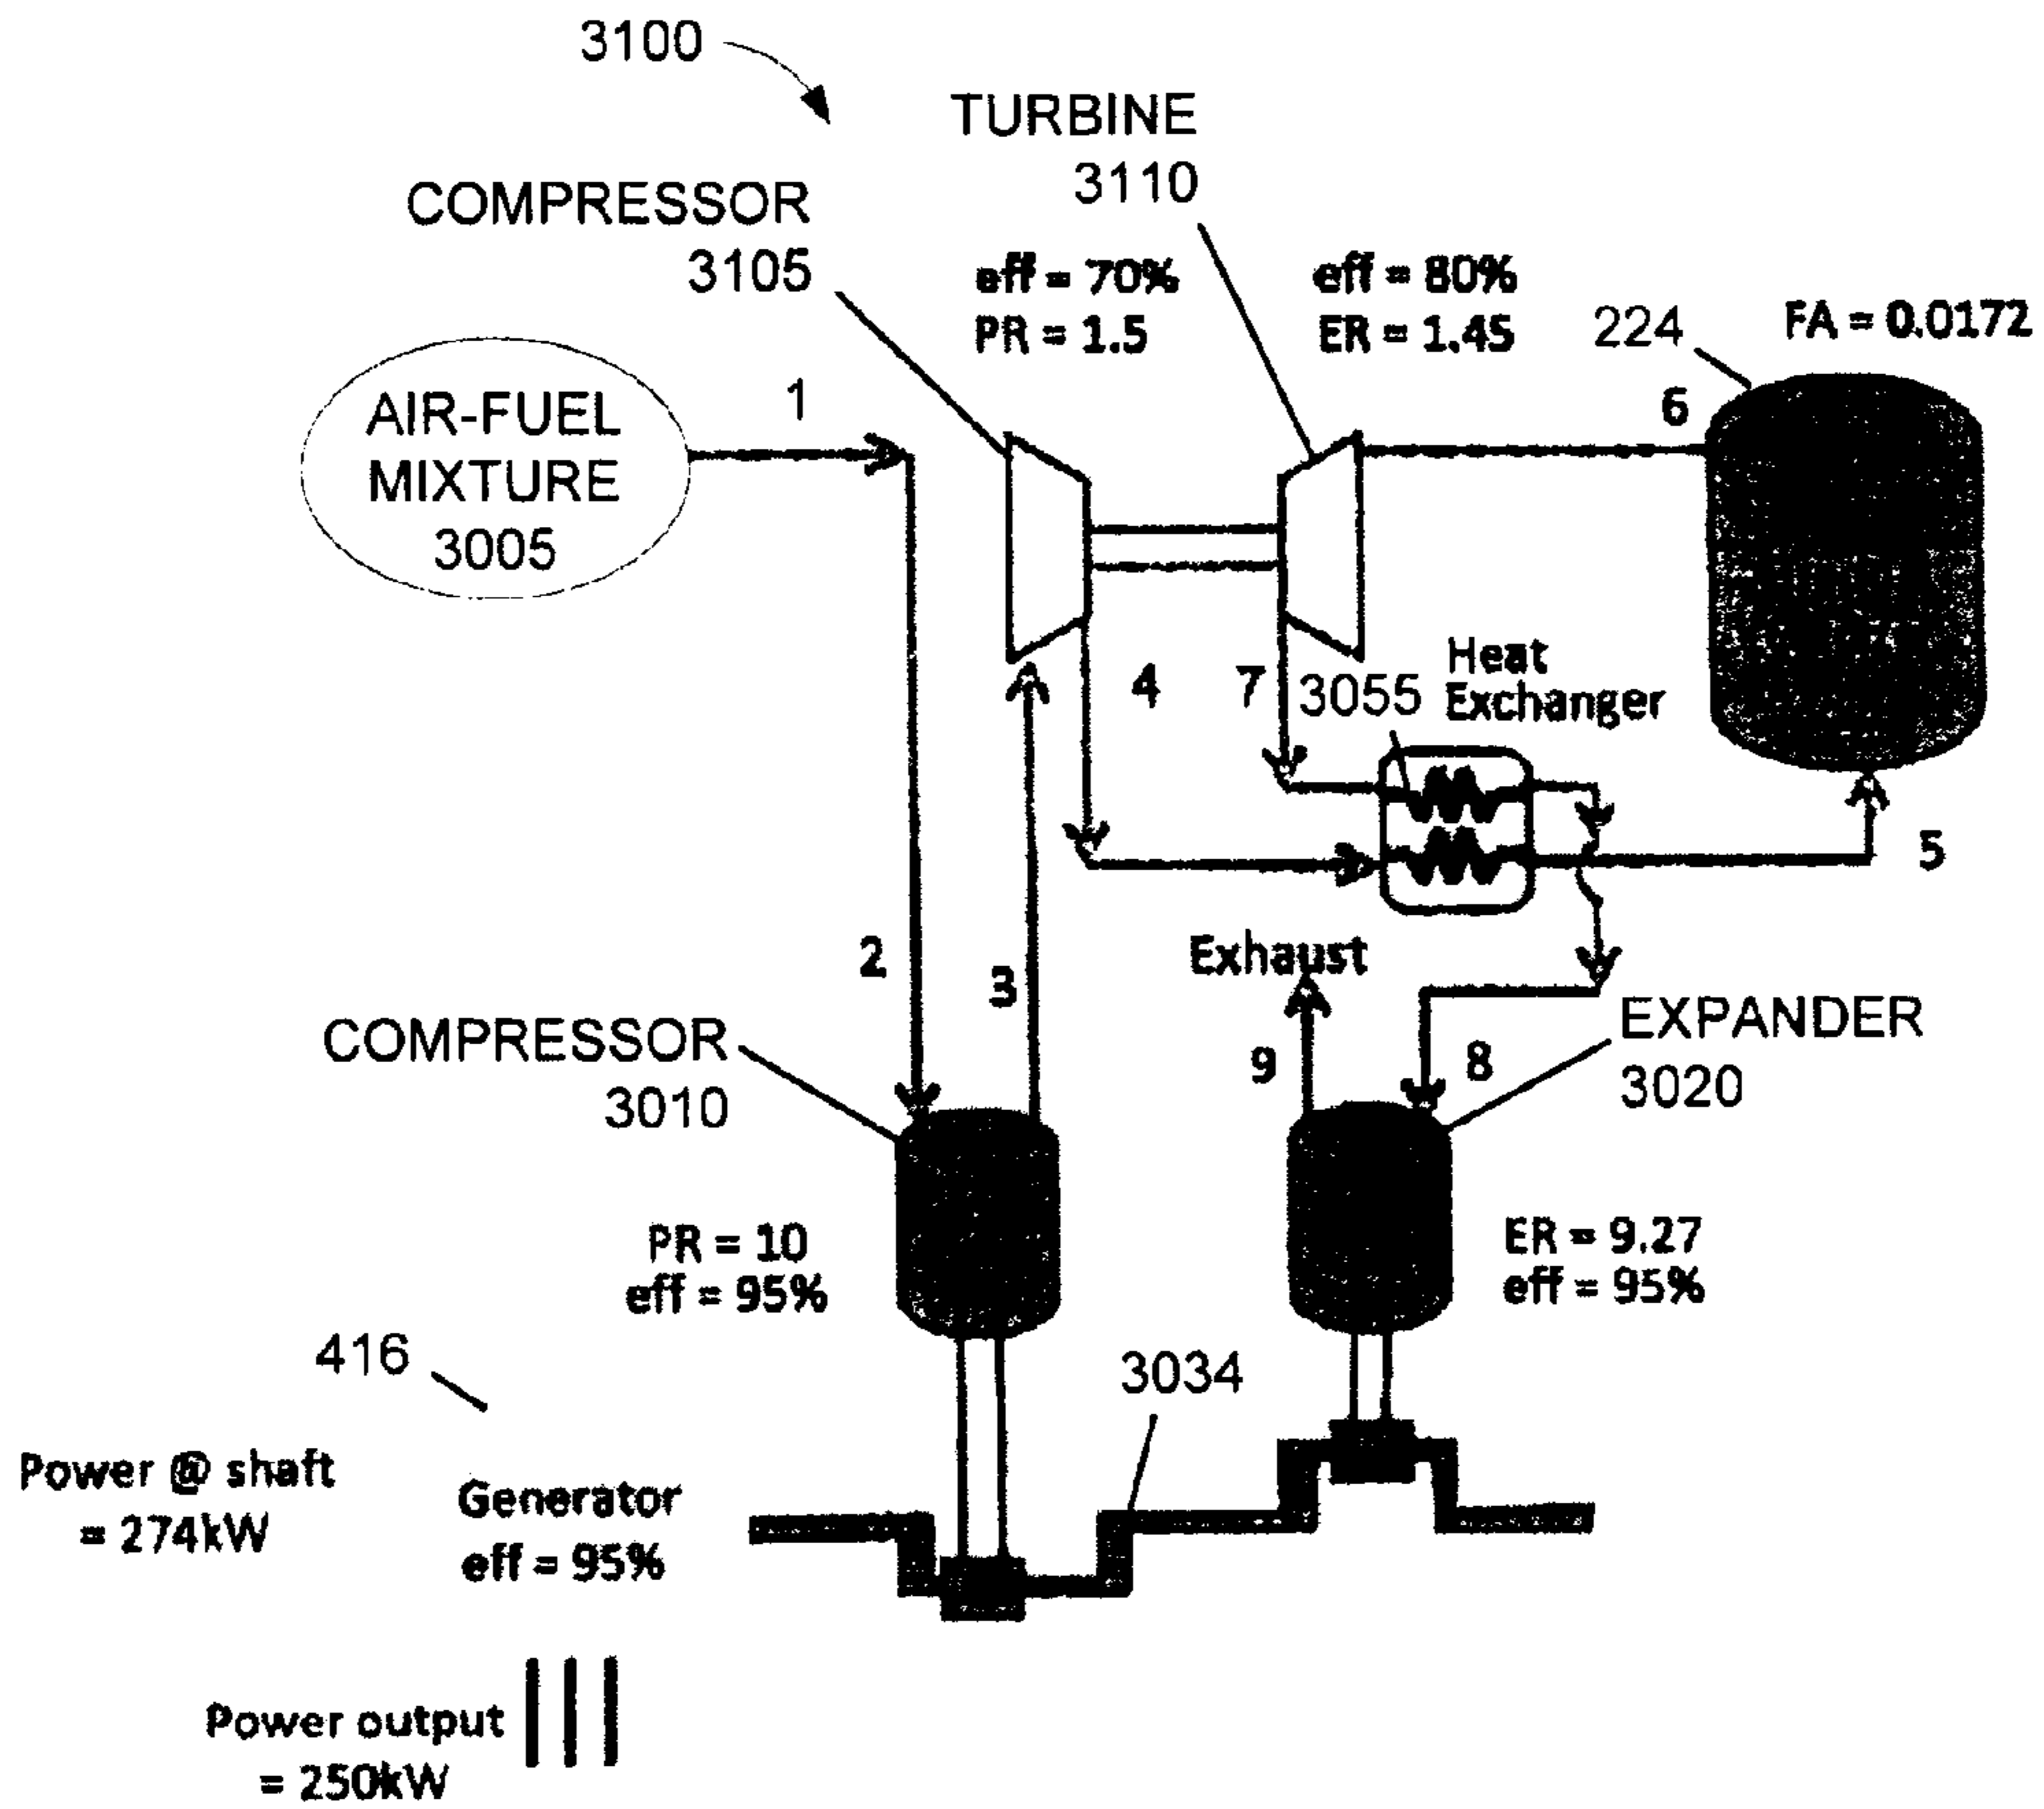 3100
TURBINE
3110
COMPRESSOR
3105
eff = 70%
PR = 1.5
eff = 80%
ER = 1.45
224
FA = 0.0172
6
1
AIR-FUEL
MIXTURE
3005
4
7
3055
Heat
Exchanger
5
2
3
Exhaust
9
8
EXPANDER
3020
COMPRESSOR
3010
PR = 10
eff = 95%
ER = 9.27
eff = 95%
416
3034
Power @ shaft
= 274kW
Generator
eff = 95%
Power output
= 250kW